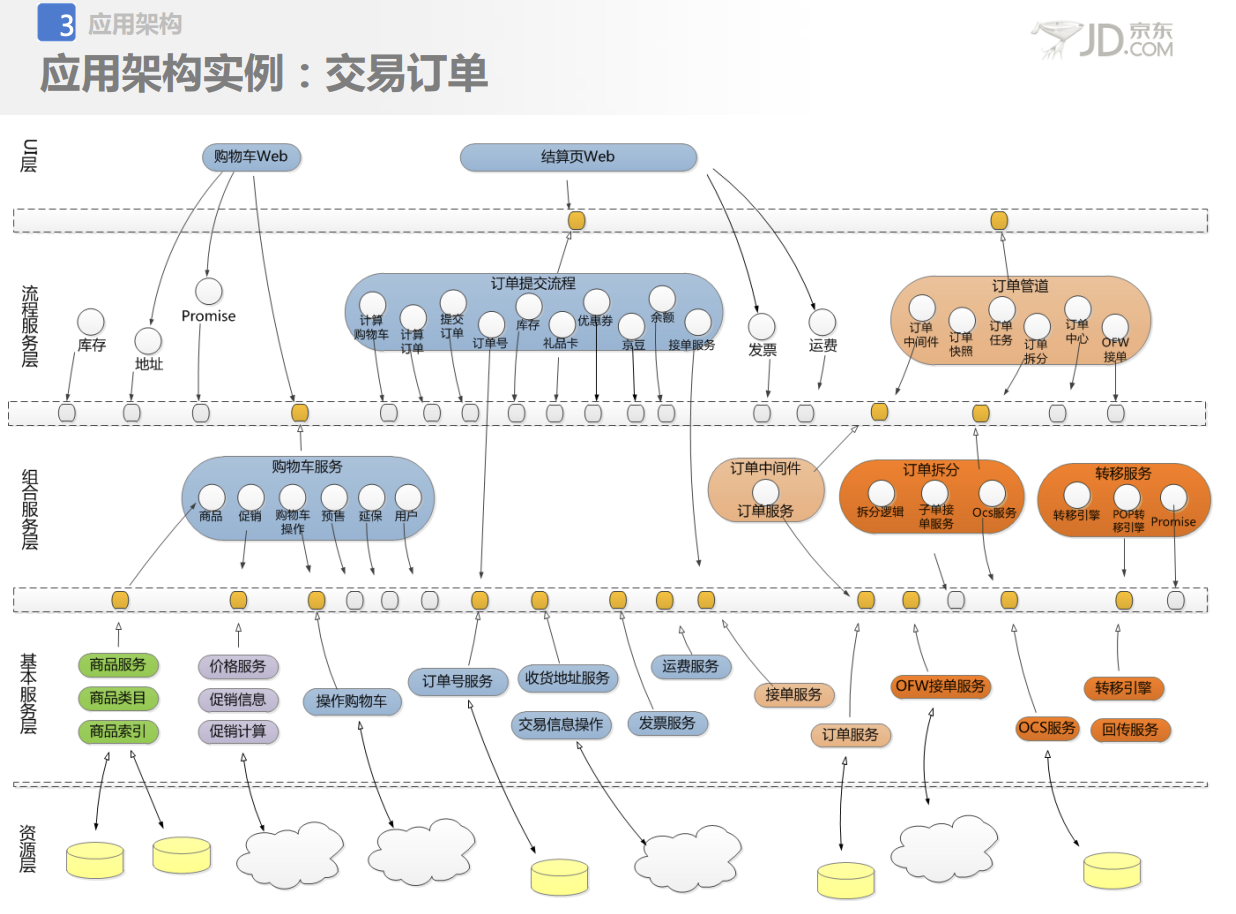 3 应用架构
应用架构实例：交易订单
JD 京东
.COM
UI层
购物车Web
结算页Web
流程服务层
库存
地址
Promise
订单提交流程
计算
购物车
计算
订单
提交
订单
订单号
库存
礼品卡
优惠券
京豆
余额
接单服务
发票
运费
订单管道
订单
中间件
订单
快照
订单
任务
订单
拆分
订单
中心
OFW
接单
组合服务层
购物车服务
商品
促销
购物车
操作
预售
延保
用户
订单中间件
订单服务
订单拆分
拆分逻辑
子单接
单服务
Ocs服务
转移服务
转移引擎
POP转
移引擎
Promise
基本服务层
商品服务
商品类目
商品索引
价格服务
促销信息
促销计算
操作购物车
订单号服务
收货地址服务
交易信息操作
运费服务
发票服务
接单服务
订单服务
OFW接单服务
OCS服务
转移引擎
回传服务
资源层